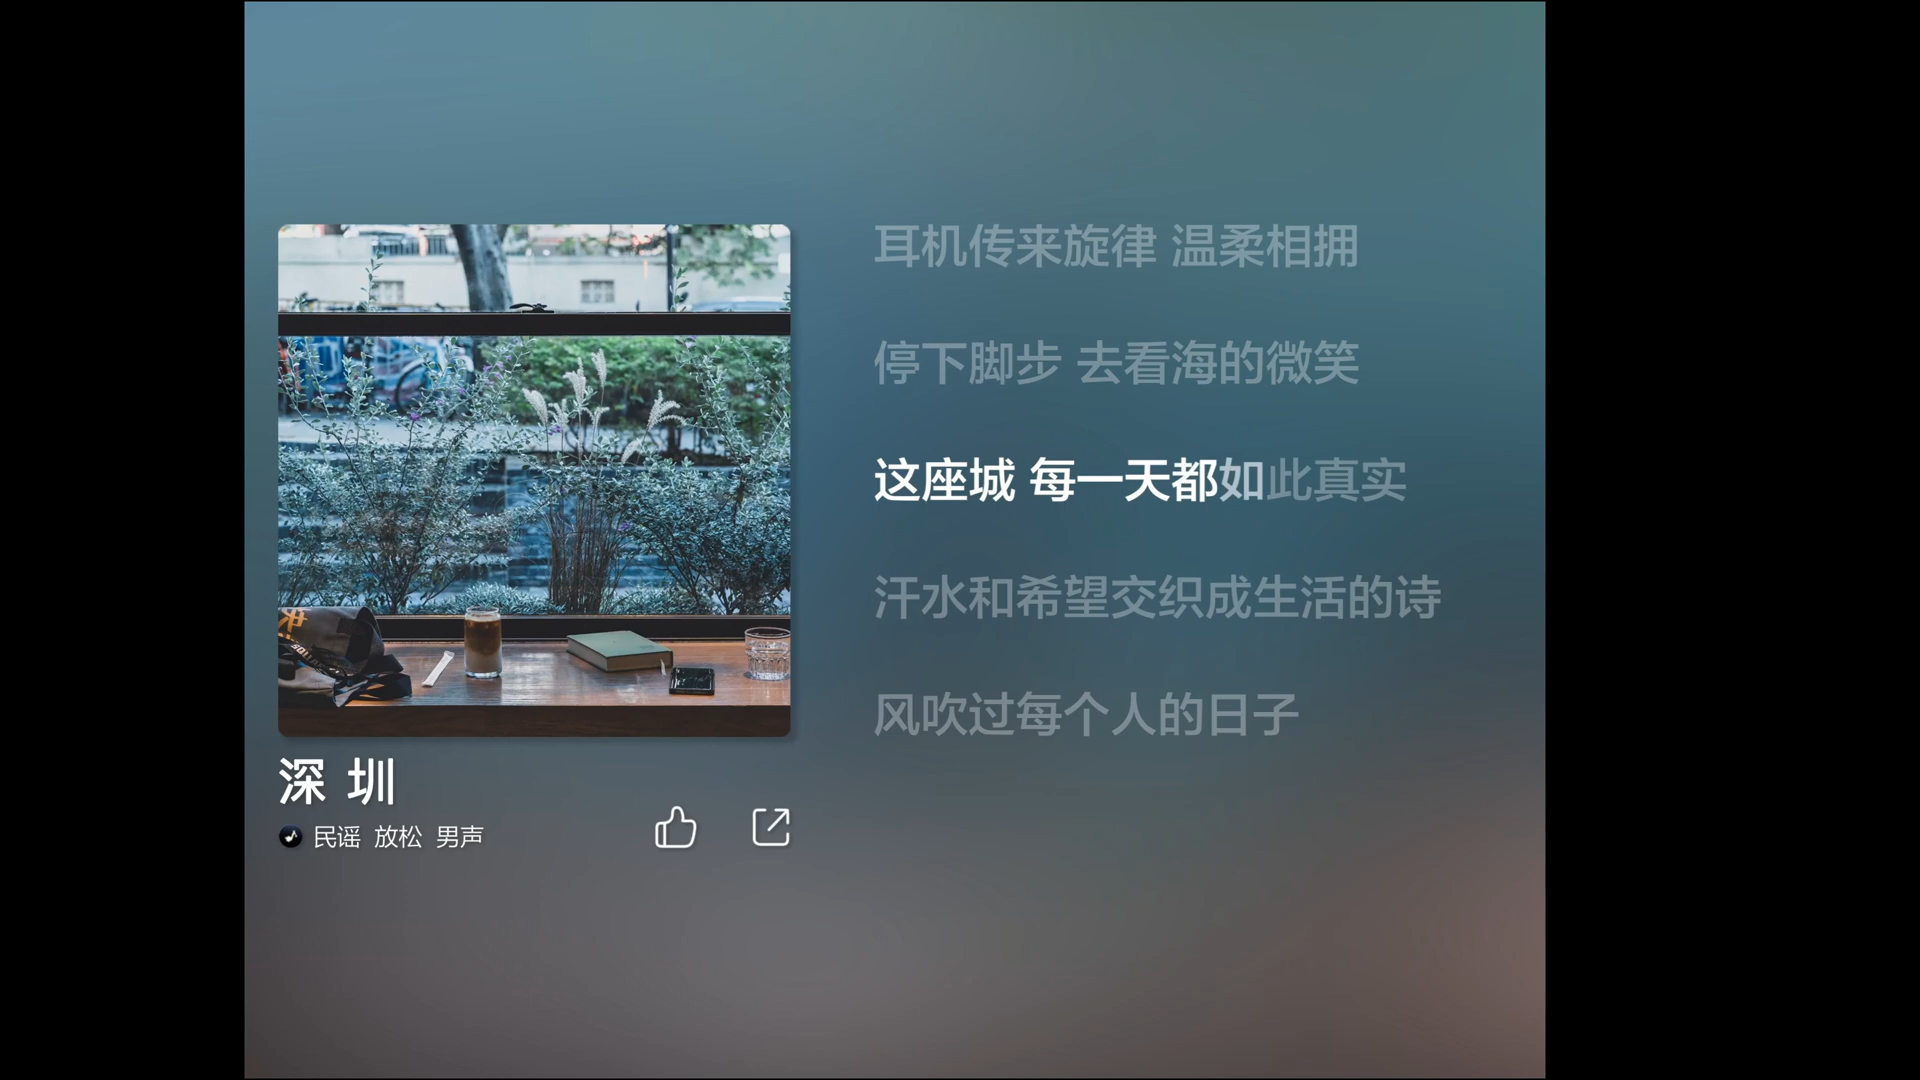 耳机传来旋律 温柔相拥
停下脚步 去看海的微笑
这座城 每一天都如此真实
汗水和希望交织成生活的诗
风吹过每个人的日子
深圳
民谣 放松 男声